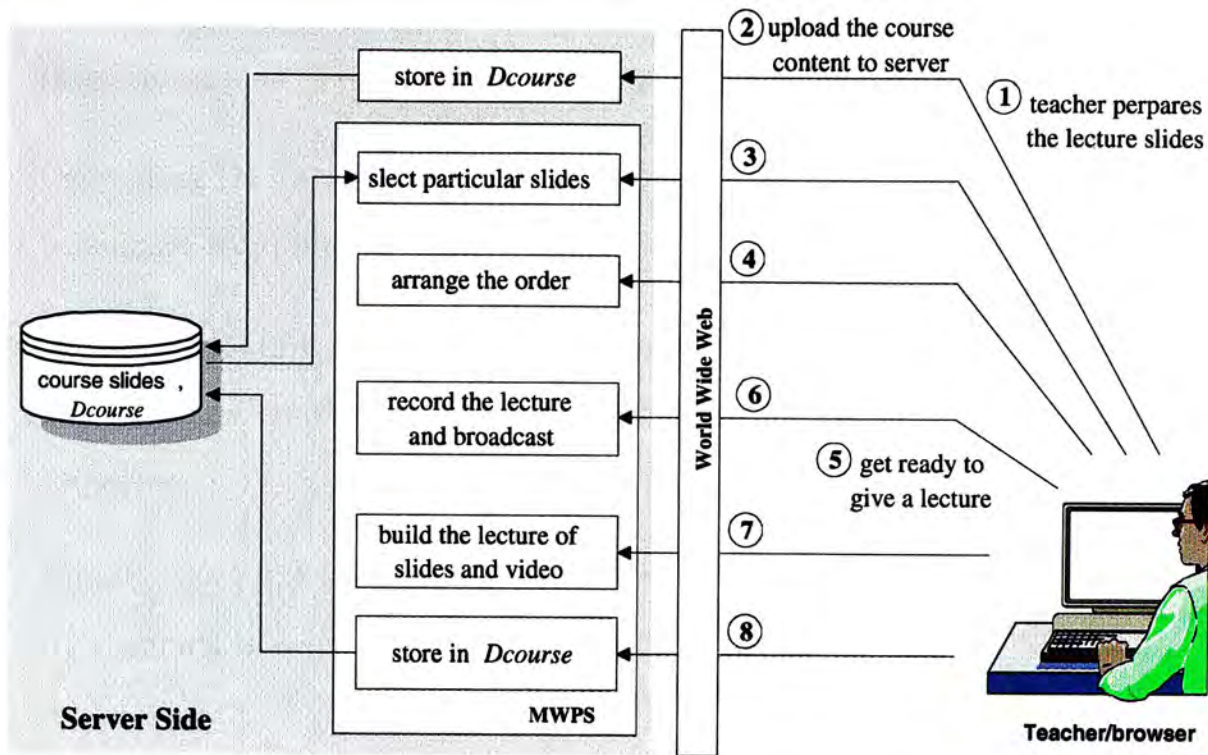 ② upload the course
content to server
store in Dcourse
① teacher perpares
the lecture slides
slect particular slides
③
arrange the order
④
World Wide Web
course slides ,
Dcourse
record the lecture
and broadcast
⑥
⑤ get ready to
give a lecture
build the lecture of
slides and video
⑦
store in Dcourse
⑧
MWPS
Server Side
Teacher/browser